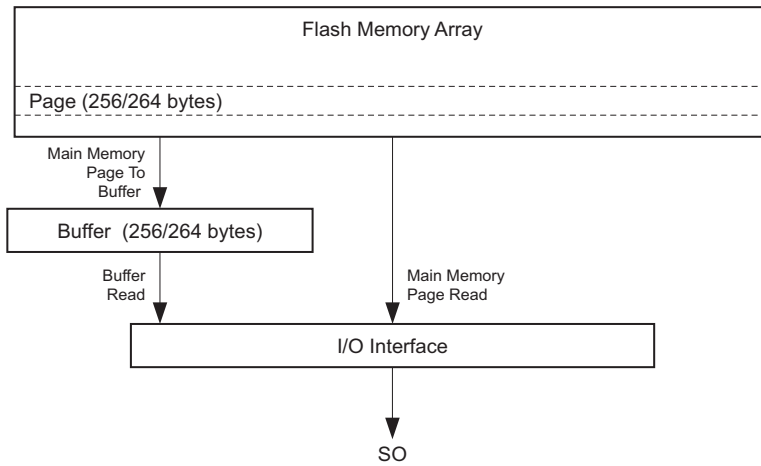 Flash Memory Array
Page (256/264 bytes)
Main Memory
Page To
Buffer
Buffer (256/264 bytes)
Buffer
Read
Main Memory
Page Read
I/O Interface
SO